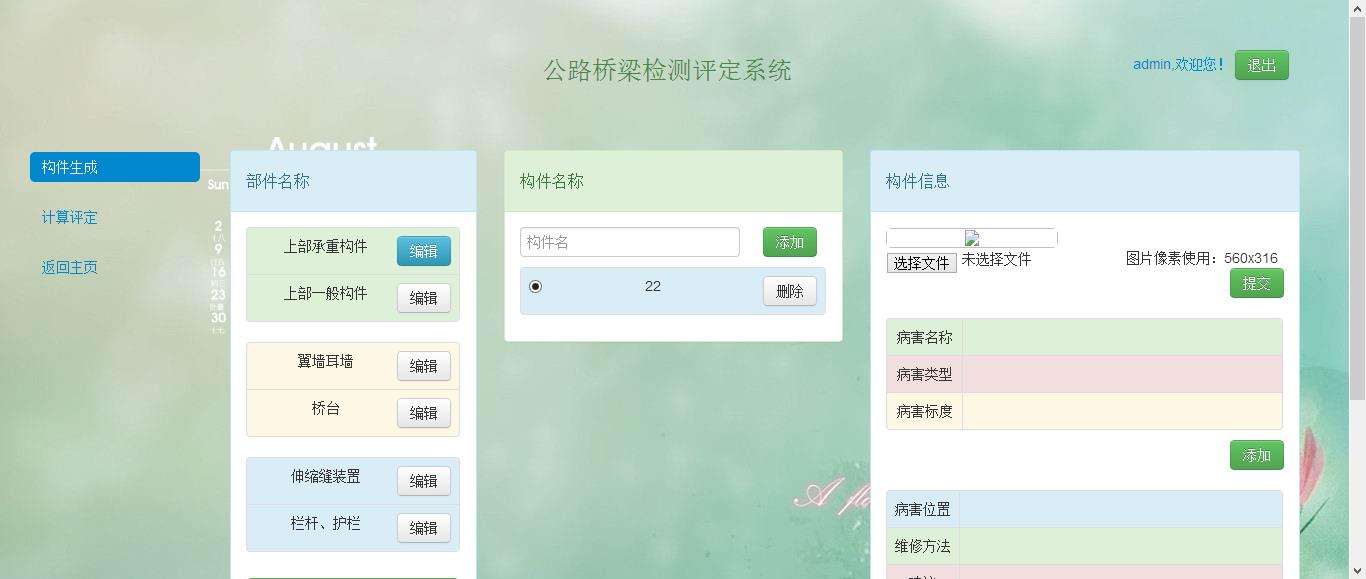 公路桥梁检测评定系统
admin,欢迎您!
退出
August
构件生成
计算评定
返回主页
Sun
2
十八
9
16
23
30
十七
部件名称
上部承重构件 编辑
上部一般构件 编辑
翼墙耳墙 编辑
桥台 编辑
伸缩缝装置 编辑
栏杆、护栏 编辑
构件名称
构件名 添加
22 删除
构件信息
选择文件 未选择文件
图片像素使用：560x316
提交
病害名称
病害类型
病害标度
添加
病害位置
维修方法